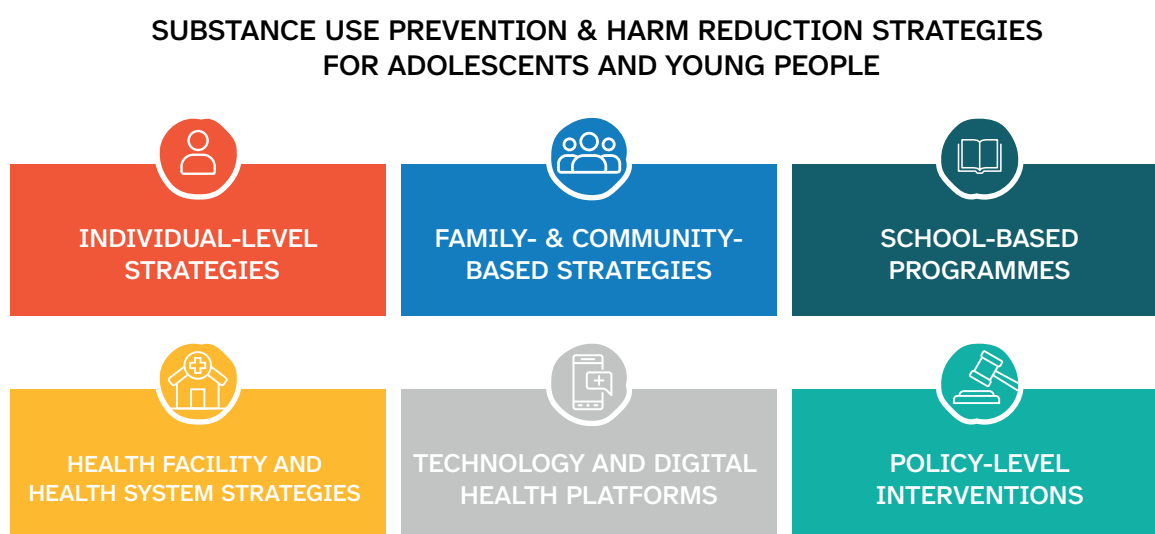 SUBSTANCE USE PREVENTION & HARM REDUCTION STRATEGIES
FOR ADOLESCENTS AND YOUNG PEOPLE
INDIVIDUAL-LEVEL
STRATEGIES
FAMILY- & COMMUNITY-
BASED STRATEGIES
SCHOOL-BASED
PROGRAMMES
HEALTH FACILITY AND
HEALTH SYSTEM STRATEGIES
TECHNOLOGY AND DIGITAL
HEALTH PLATFORMS
POLICY-LEVEL
INTERVENTIONS